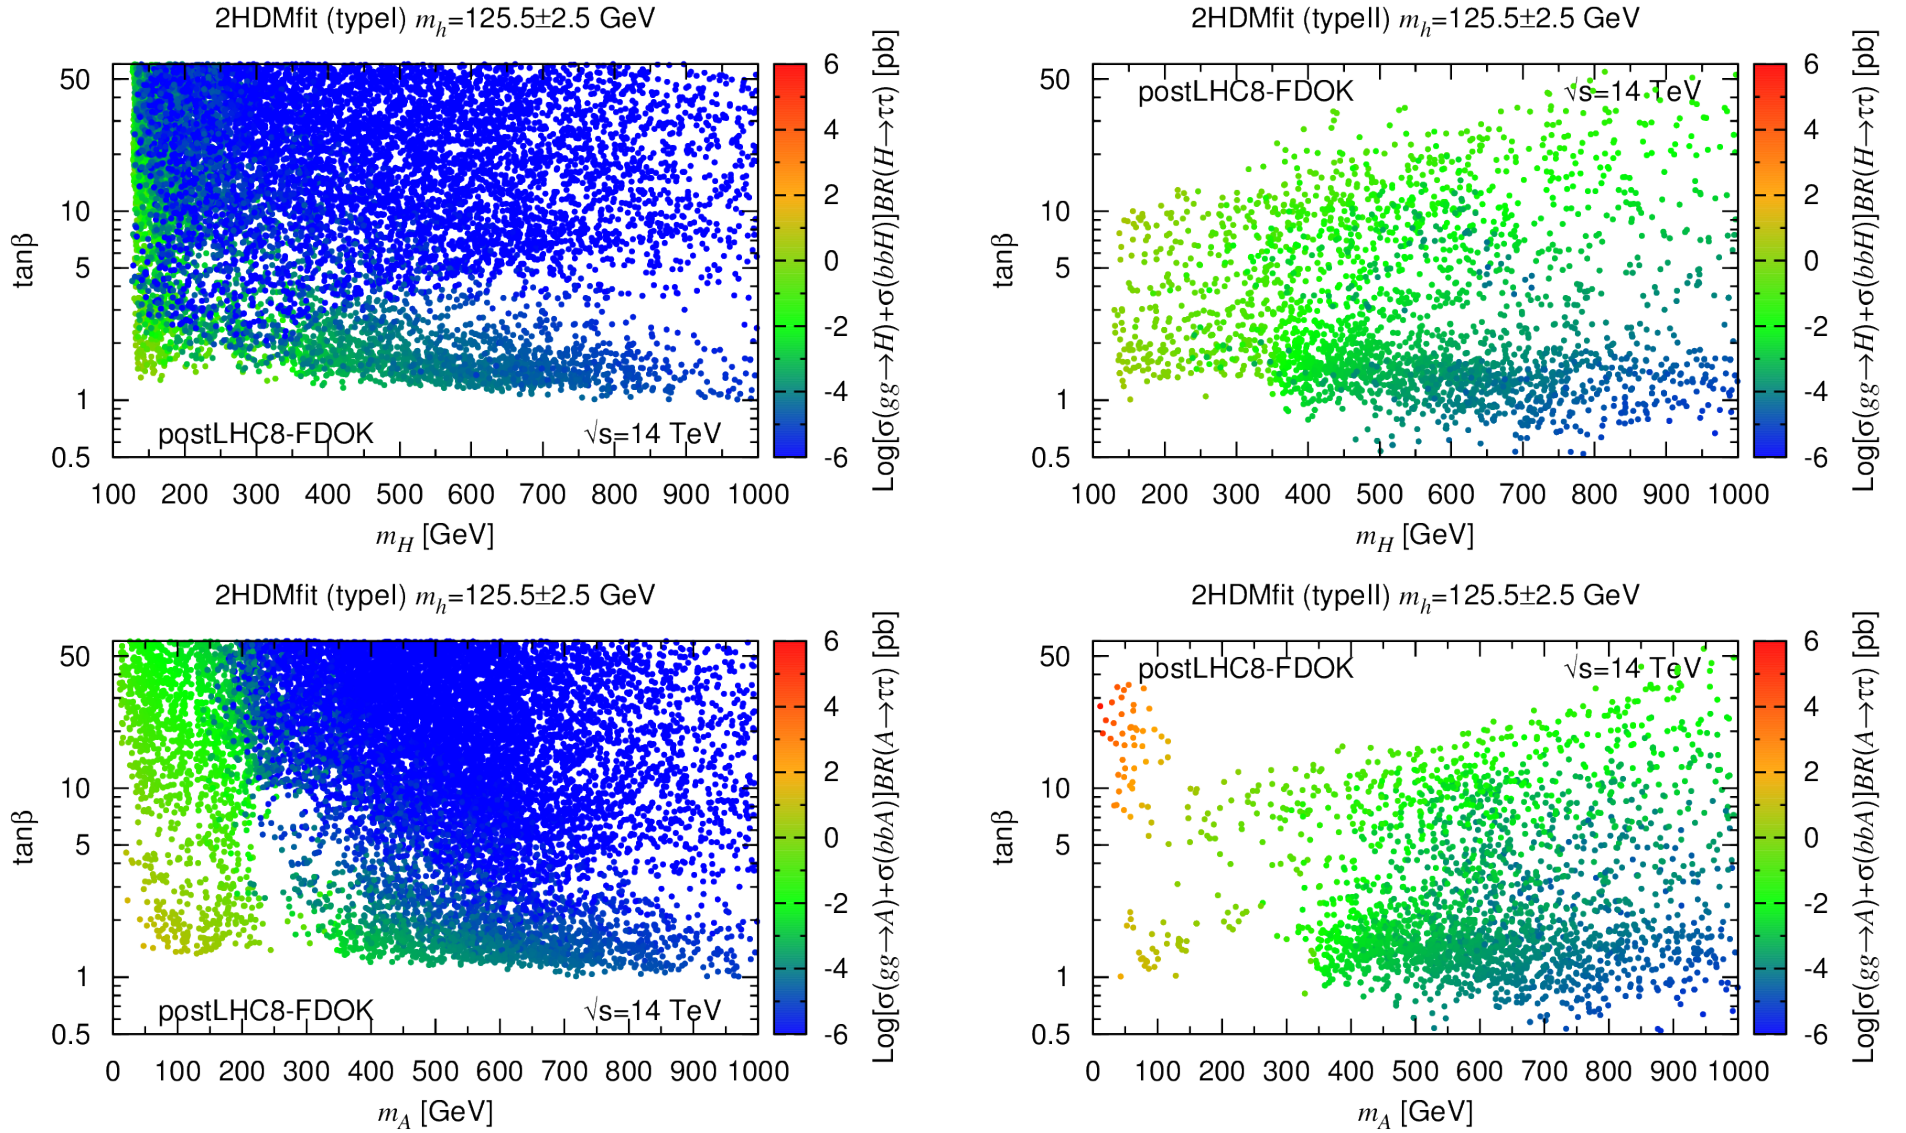 2HDMfit (typeI) m_h=125.5±2.5 GeV
50
10
5
1
0.5
tanβ
postLHC8-FDOK
√s=14 TeV
100 200 300 400 500 600 700 800 900 1000
m_H [GeV]
6
4
2
0
-2
-4
-6
Log[σ(gg→H)+σ(bbH)]BR(H→ττ) [pb]
2HDMfit (typeII) m_h=125.5±2.5 GeV
50
10
5
1
0.5
tanβ
postLHC8-FDOK
√s=14 TeV
100 200 300 400 500 600 700 800 900 1000
m_H [GeV]
6
4
2
0
-2
-4
-6
Log[σ(gg→H)+σ(bbH)]BR(H→ττ) [pb]
2HDMfit (typeI) m_h=125.5±2.5 GeV
50
10
5
1
0.5
tanβ
postLHC8-FDOK
√s=14 TeV
0 100 200 300 400 500 600 700 800 900 1000
m_A [GeV]
6
4
2
0
-2
-4
-6
Log[σ(gg→A)+σ(bbA)]BR(A→ττ) [pb]
2HDMfit (typeII) m_h=125.5±2.5 GeV
50
10
5
1
0.5
tanβ
postLHC8-FDOK
√s=14 TeV
0 100 200 300 400 500 600 700 800 900 1000
m_A [GeV]
6
4
2
0
-2
-4
-6
Log[σ(gg→A)+σ(bbA)]BR(A→ττ) [pb]